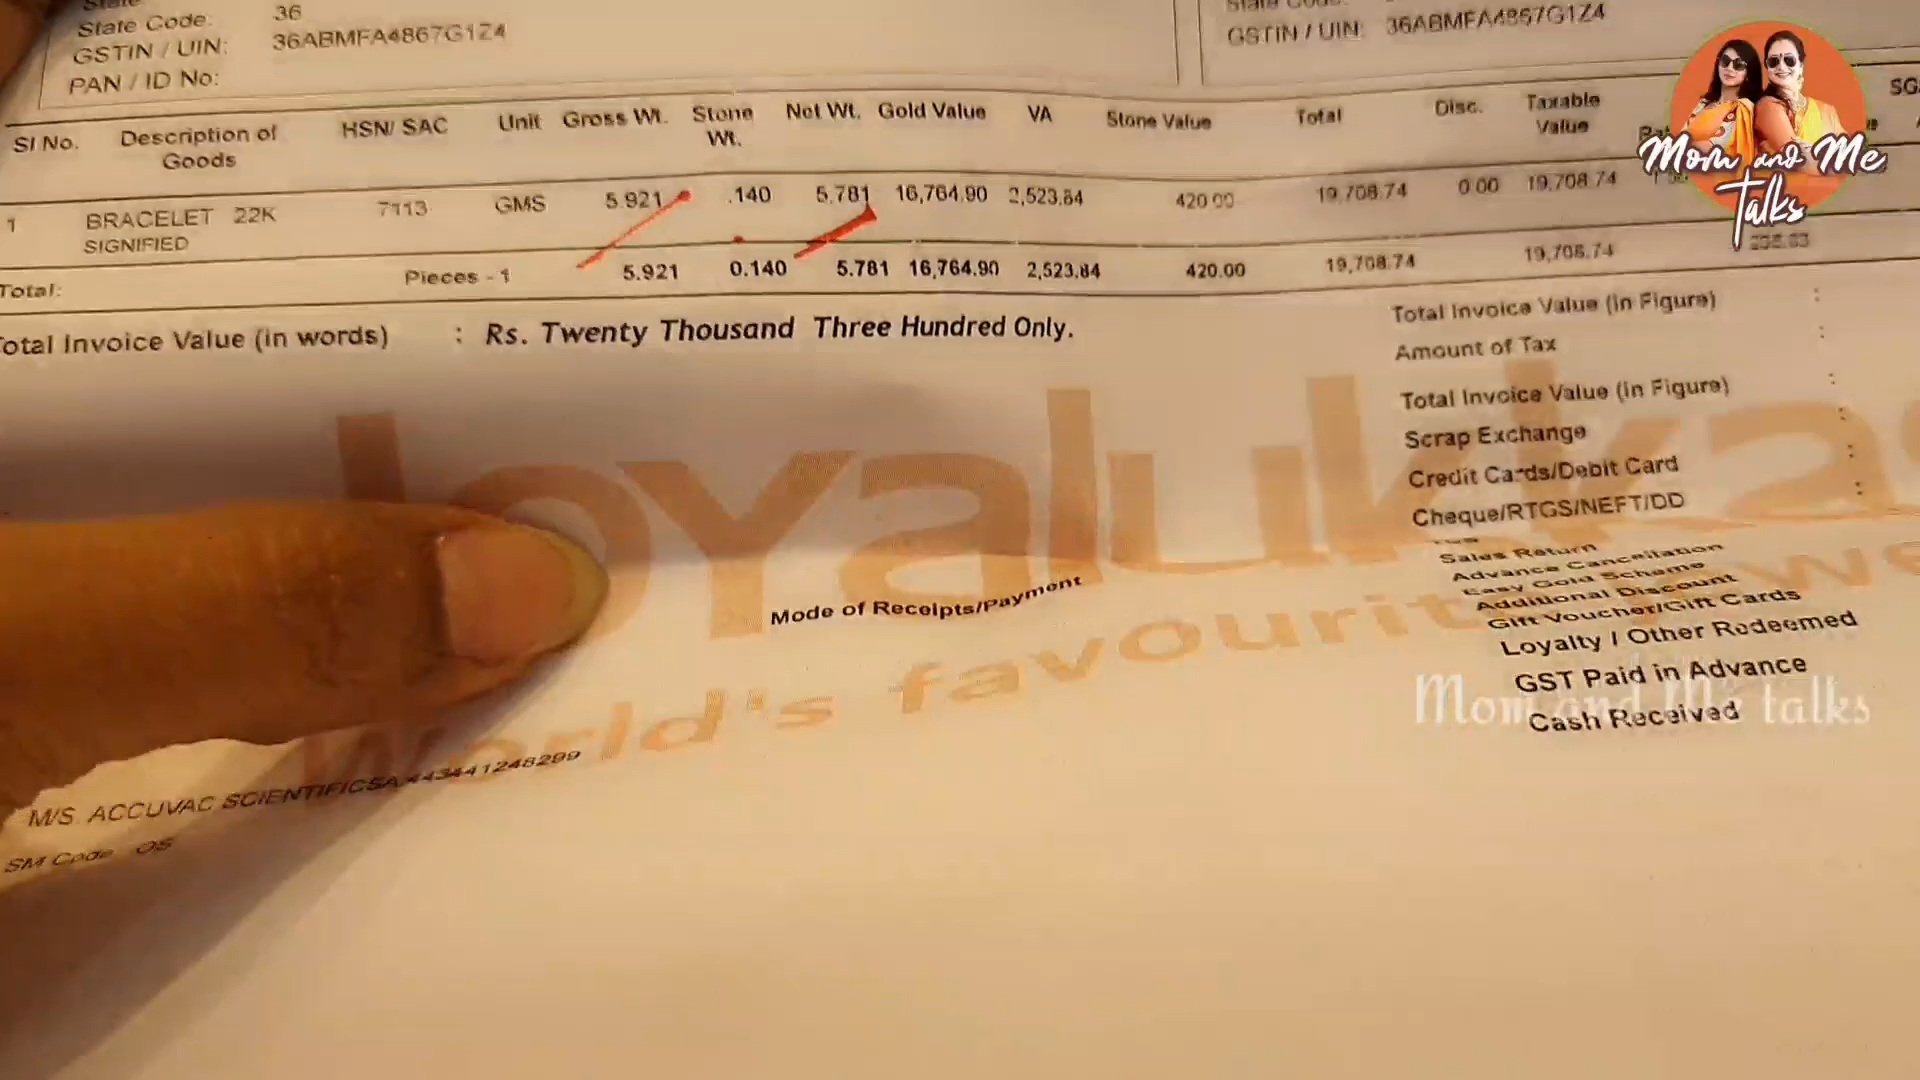 State Code: 36
GSTIN / UIN: 36ABMFA4867G1Z4
PAN / ID No:
GSTIN / UIN: 36ABMFA4867G1Z4
Sl No. Description of Goods HSN/ SAC Unit Gross Wt. Stone Wt. Net Wt. Gold Value VA Stone Value Total Disc. Taxable Value
1 BRACELET 22K 7113 GMS 5.921 .140 5.781 16,764.90 2,523.84 420.00 19,708.74 0.00 19,708.74
SIGNIFIED
Total: Pieces - 1 5.921 0.140 5.781 16,764.90 2,523.84 420.00 19,708.74 19,708.74
Total Invoice Value (in words) : Rs. Twenty Thousand Three Hundred Only.
Total Invoice Value (in Figure) :
Amount of Tax :
Total Invoice Value (in Figure) :
Scrap Exchange :
Credit Cards/Debit Card :
Cheque/RTGS/NEFT/DD :
Sales Return
Advance Cancellation
Easy Gold Scheme
Additional Discount
Gift Voucher/Gift Cards
Loyalty / Other Redeemed
GST Paid in Advance
Cash Received
Mode of Receipts/Payment
joyalukkas
World's favourite
M/S. ACCUVAC SCIENTIFICSA,443441248299
SM Code OS
Mom and Me Talks
Mom and Me talks